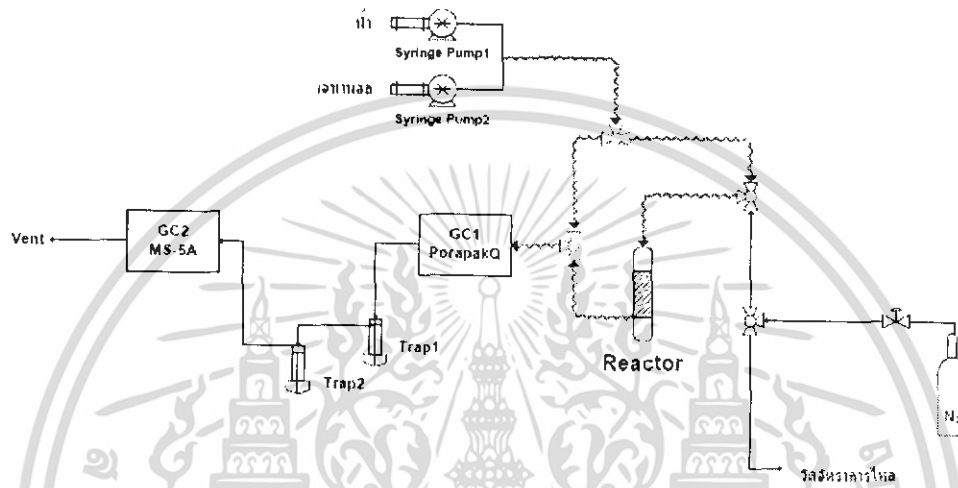 น้ำ
Syringe Pump1
เอทานอล
Syringe Pump2
Vent
GC2
MS-5A
GC1
PorapakQ
Trap1
Trap2
Reactor
N₂
วัดอัตราการไหล